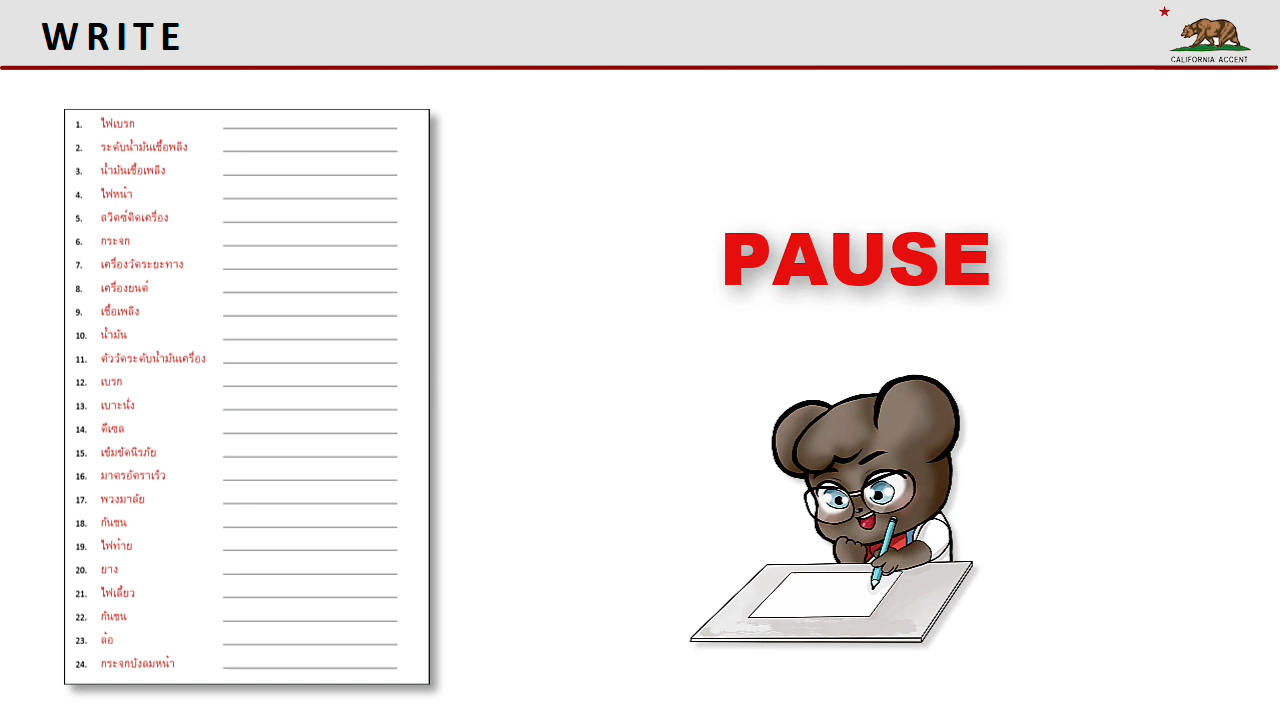 WRITE
CALIFORNIA ACCENT
1. ไฟเบรก
2. ระดับน้ำมันเชื้อพลิง
3. น้ำมันเชื้อเพลิง
4. ไฟหน้า
5. สวิตซ์ติดเครื่อง
6. กระจก
7. เครื่องวัดระยะทาง
8. เครื่องยนต์
9. เชื้อเพลิง
10. น้ำมัน
11. ตัววัดระดับน้ำมันเครื่อง
12. เบรก
13. เบาะนั่ง
14. ดีเซล
15. เข็มขัดนิรภัย
16. มาตรอัตราเร็ว
17. พวงมาลัย
18. กันชน
19. ไฟท้าย
20. ยาง
21. ไฟเลี้ยว
22. กันชน
23. ล้อ
24. กระจกบังลมหน้า
PAUSE